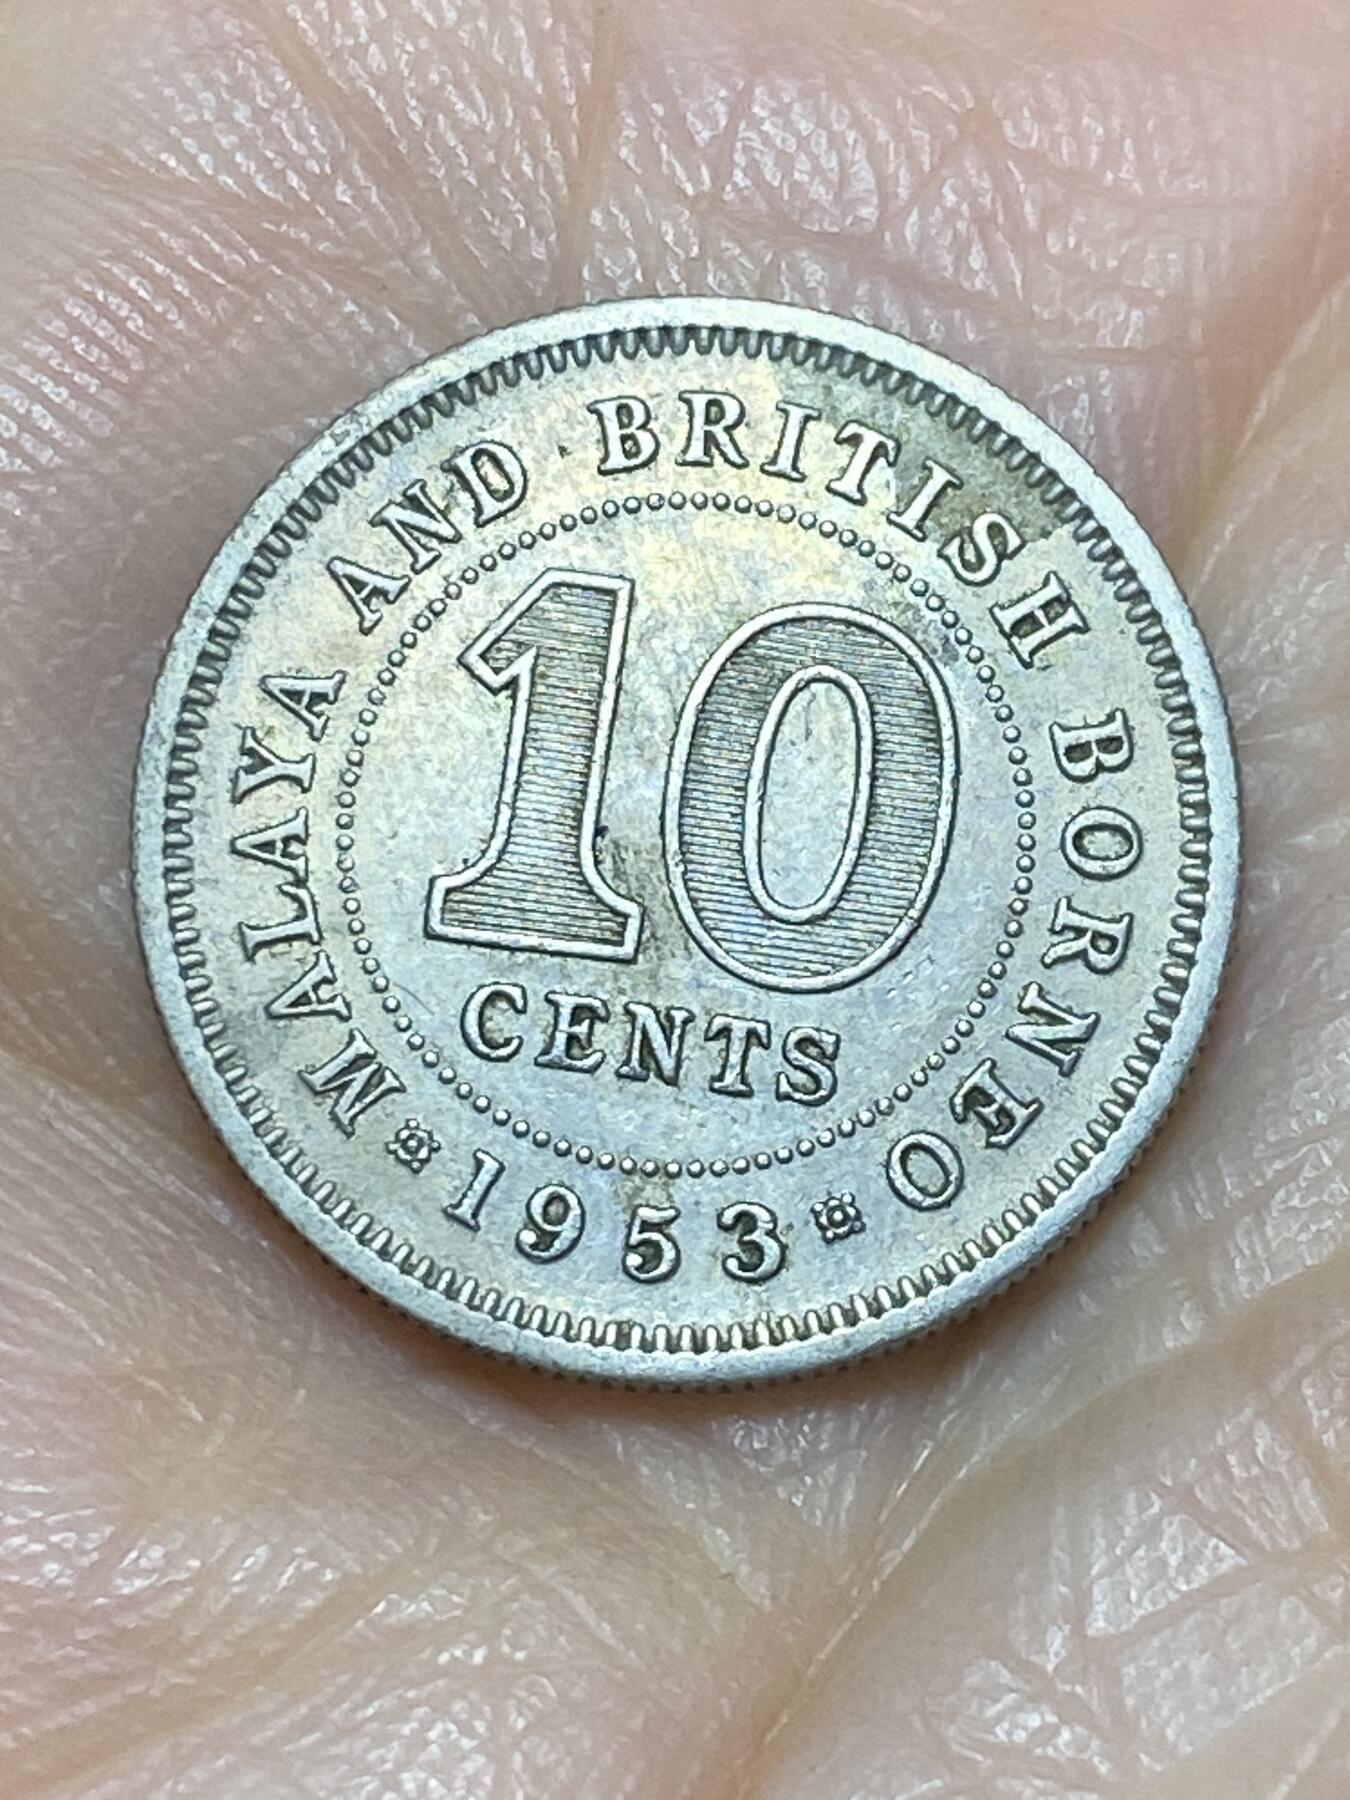 MALAYA AND BRITISH BORNEO
10
CENTS
1953